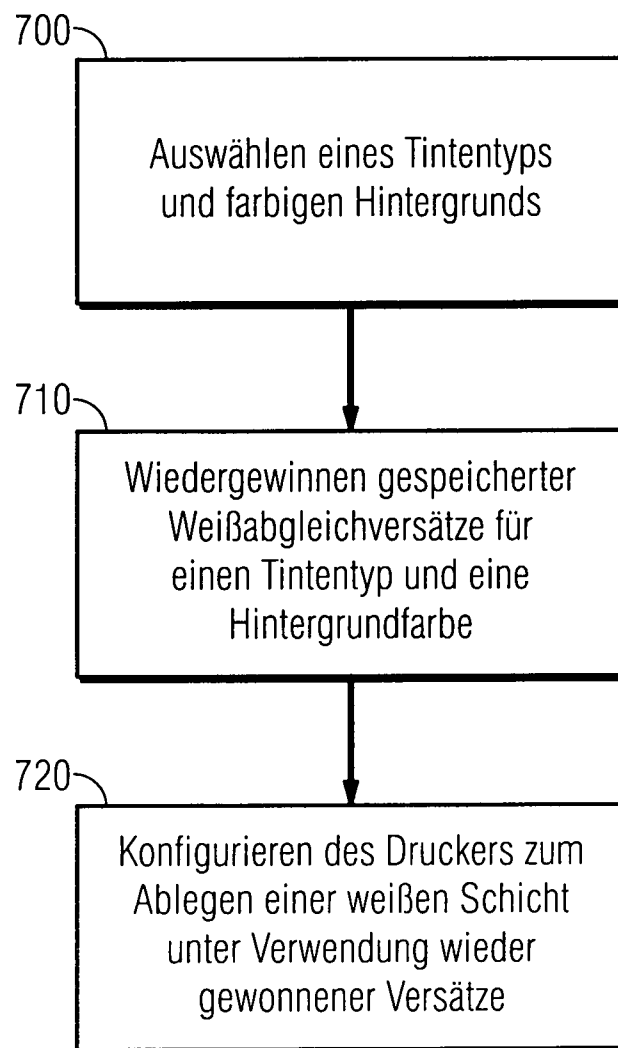 700
Auswählen eines Tintentyps
und farbigen Hintergrunds
710
Wiedergewinnen gespeicherter
Weißabgleichversätze für
einen Tintentyp und eine
Hintergrundfarbe
720
Konfigurieren des Druckers zum
Ablegen einer weißen Schicht
unter Verwendung wieder
gewonnener Versätze